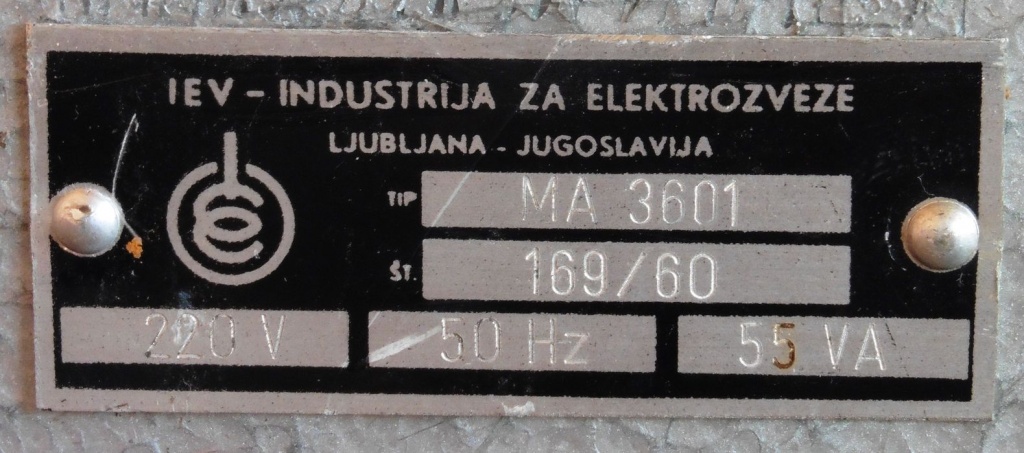 IEV - INDUSTRIJA ZA ELEKTROZVEZE
LJUBLJANA - JUGOSLAVIJA
TIP MA 3601
ŠT. 169/60
220 V 50 Hz 55 VA